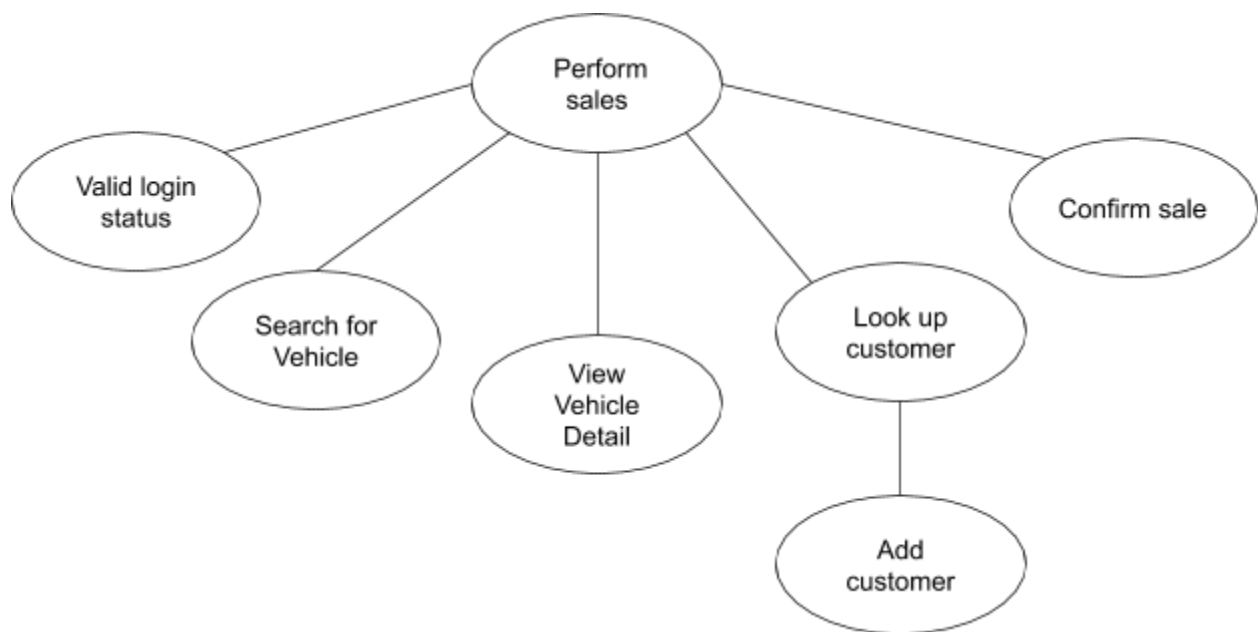 Perform
sales
Valid login
status
Confirm sale
Search for
Vehicle
Look up
customer
View
Vehicle
Detail
Add
customer